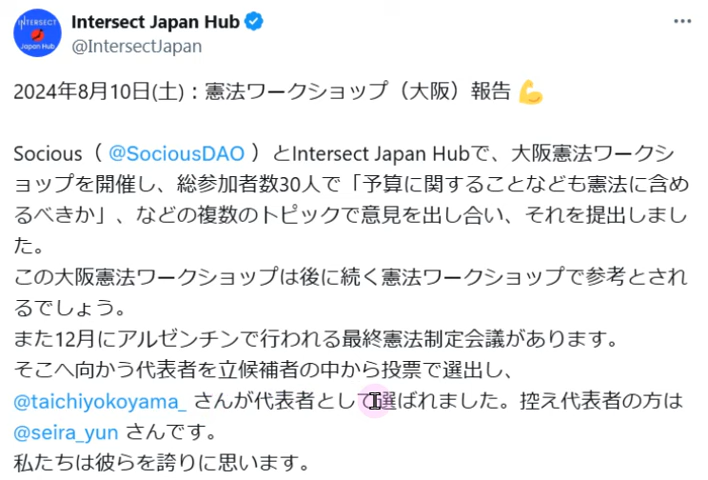 INTERSECT
Japan Hub
Intersect Japan Hub
@IntersectJapan
2024年8月10日(土)：憲法ワークショップ（大阪）報告
Socious（ @SociousDAO ）とIntersect Japan Hubで、大阪憲法ワークシ
ョップを開催し、総参加者数30人で「予算に関することなども憲法に含め
るべきか」、などの複数のトピックで意見を出し合い、それを提出しまし
た。
この大阪憲法ワークショップは後に続く憲法ワークショップで参考とされ
るでしょう。
また12月にアルゼンチンで行われる最終憲法制定会議があります。
そこへ向かう代表者を立候補者の中から投票で選出し、
@taichiyokoyama_ さんが代表者として選ばれました。控え代表者の方は
@seira_yun さんです。
私たちは彼らを誇りに思います。